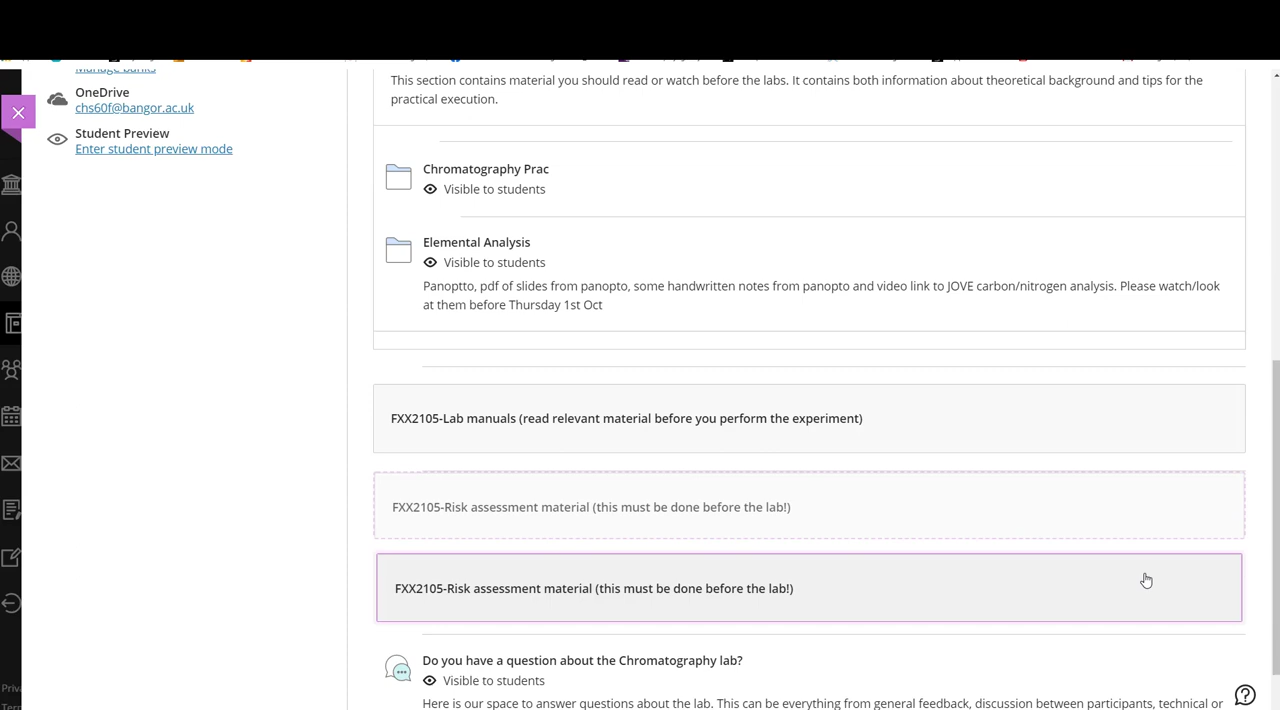 Manage banks
OneDrive
chs60f@bangor.ac.uk
Student Preview
Enter student preview mode
This section contains material you should read or watch before the labs. It contains both information about theoretical background and tips for the
practical execution.
Chromatography Prac
Visible to students
Elemental Analysis
Visible to students
Panoptto, pdf of slides from panopto, some handwritten notes from panopto and video link to JOVE carbon/nitrogen analysis. Please watch/look
at them before Thursday 1st Oct
FXX2105-Lab manuals (read relevant material before you perform the experiment)
FXX2105-Risk assessment material (this must be done before the lab!)
FXX2105-Risk assessment material (this must be done before the lab!)
Do you have a question about the Chromatography lab?
Visible to students
Here is our space to answer questions about the lab. This can be everything from general feedback, discussion between participants, technical or
Priva
Term